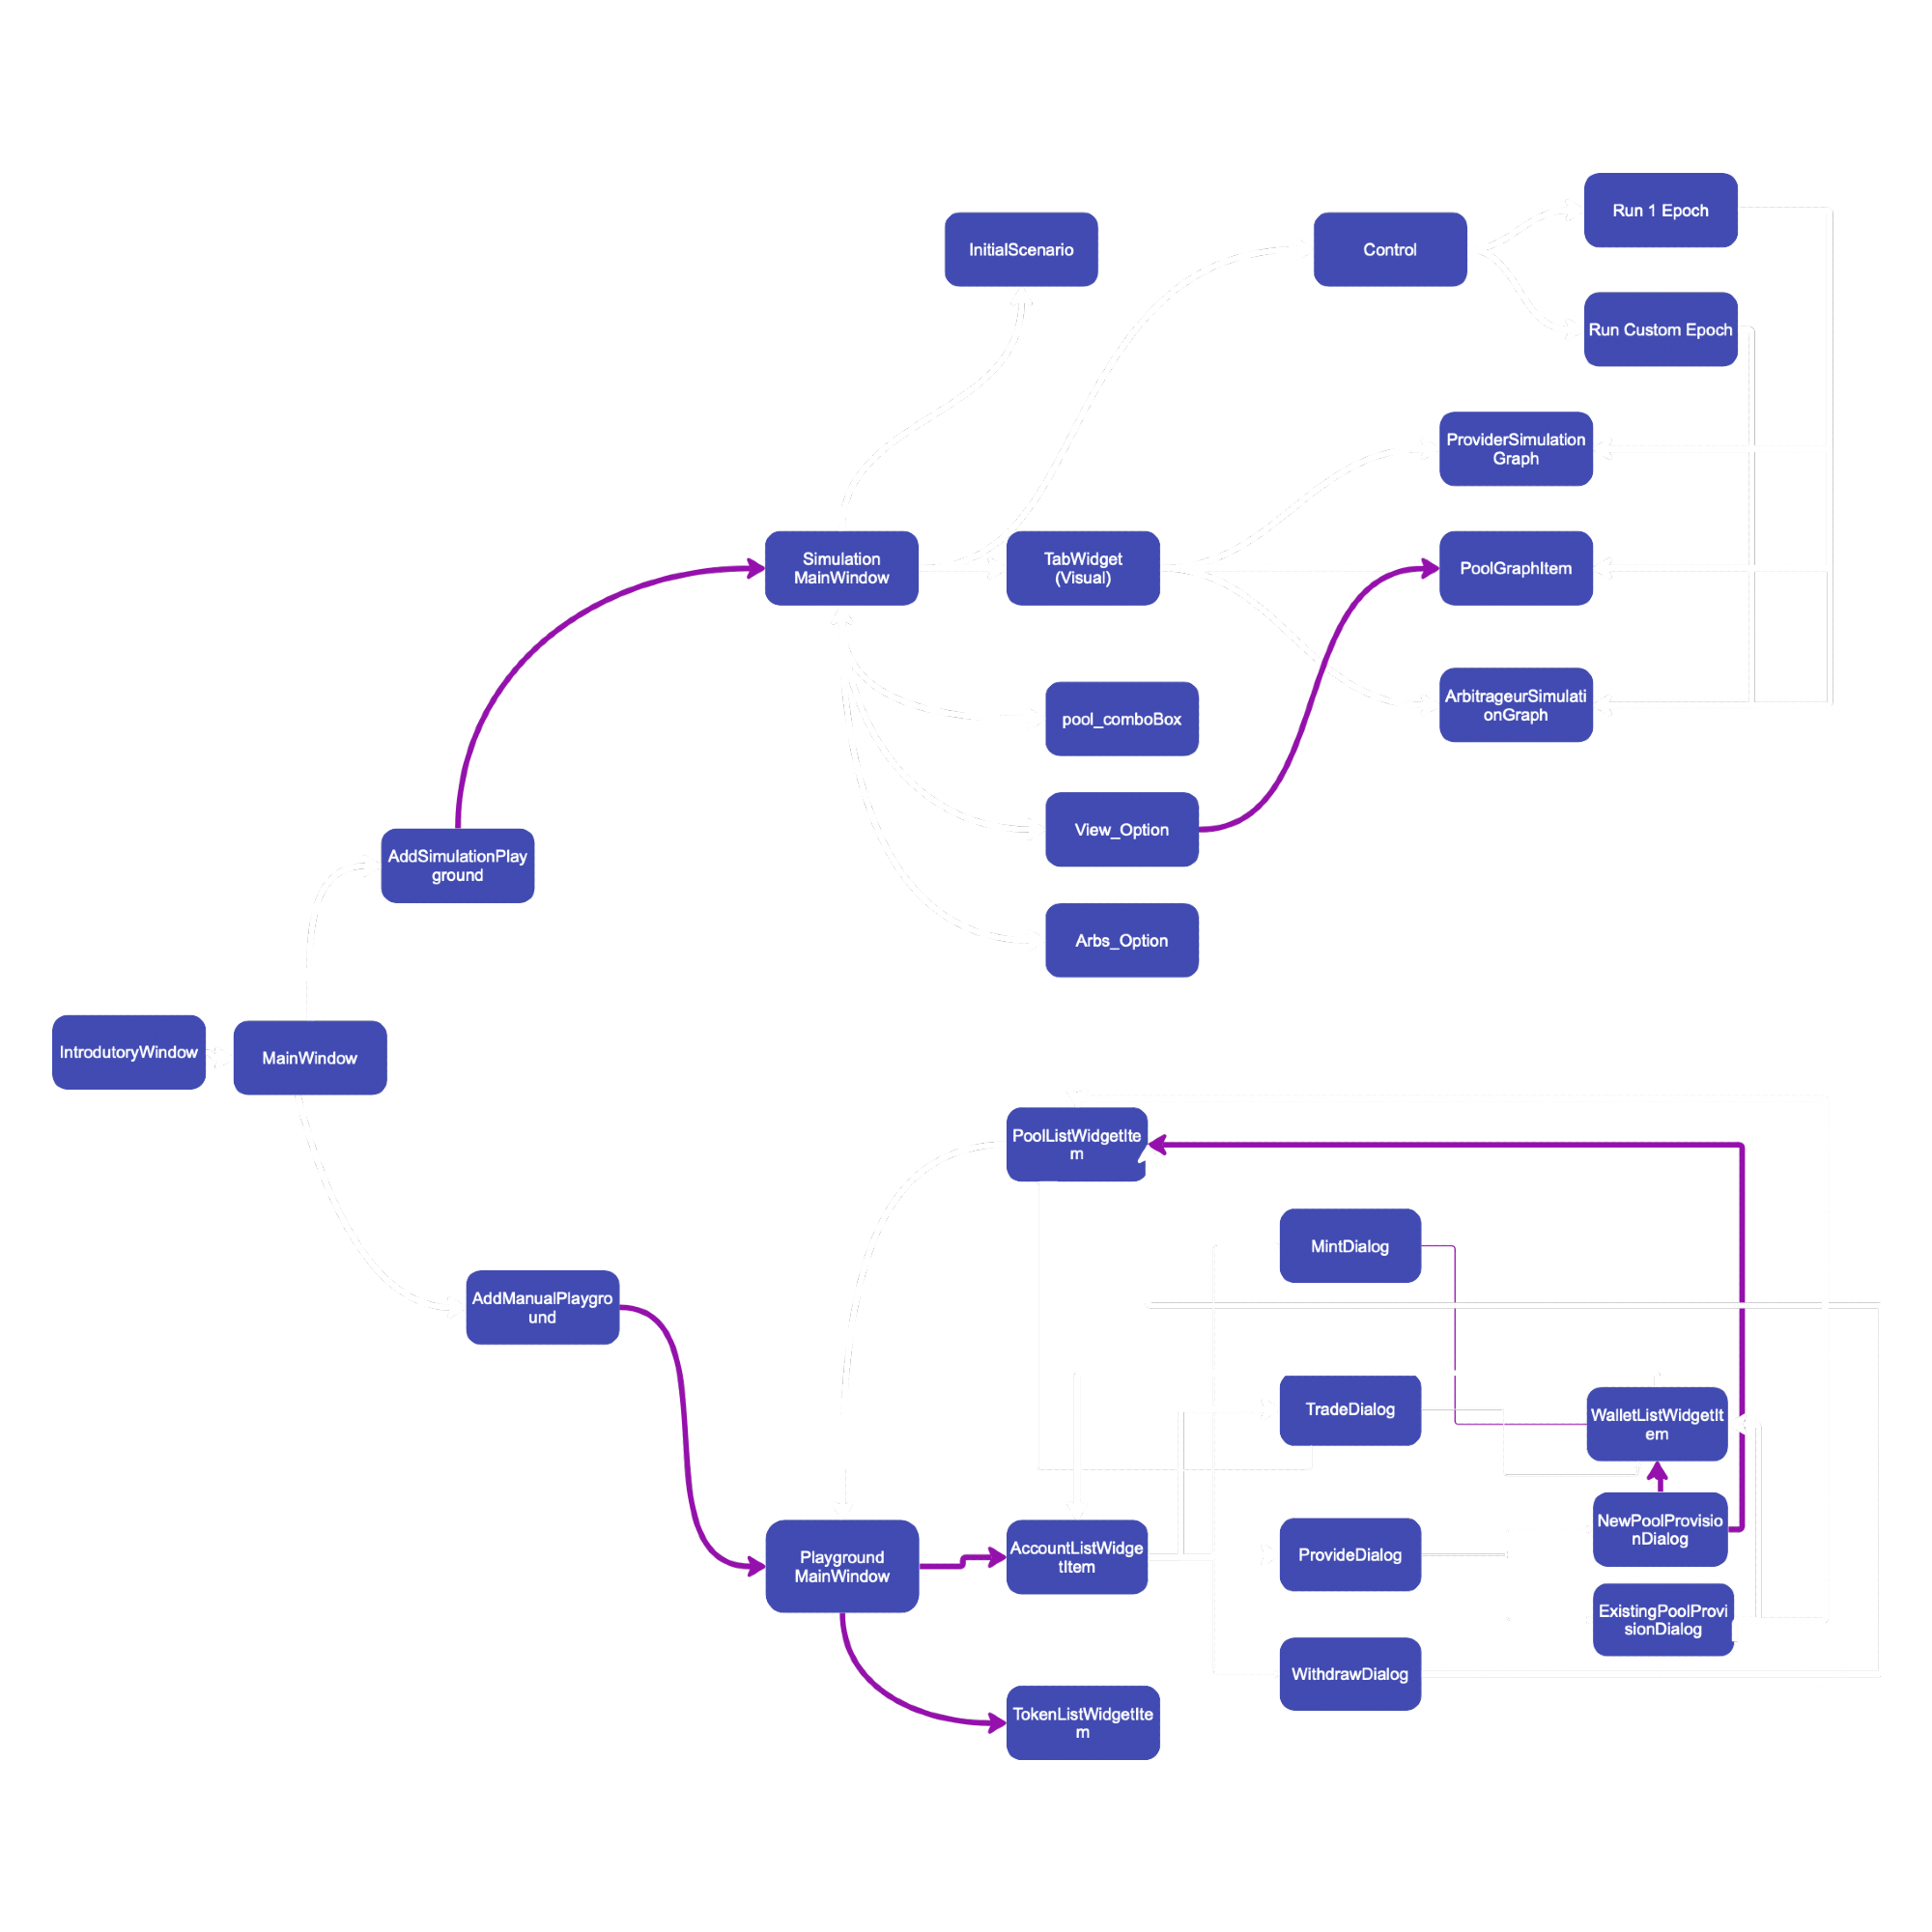 Run 1 Epoch
InitialScenario
Control
Run Custom Epoch
ProviderSimulation
Graph
Simulation
MainWindow
TabWidget
(Visual)
PoolGraphItem
ArbitrageurSimulati
onGraph
pool_comboBox
View_Option
AddSimulationPlay
ground
Arbs_Option
IntrodutoryWindow
MainWindow
PoolListWidgetIte
m
MintDialog
AddManualPlaygro
und
TradeDialog
WalletListWidgetIt
em
NewPoolProvisio
nDialog
Playground
MainWindow
AccountListWidge
tItem
ProvideDialog
ExistingPoolProvi
sionDialog
WithdrawDialog
TokenListWidgetIte
m